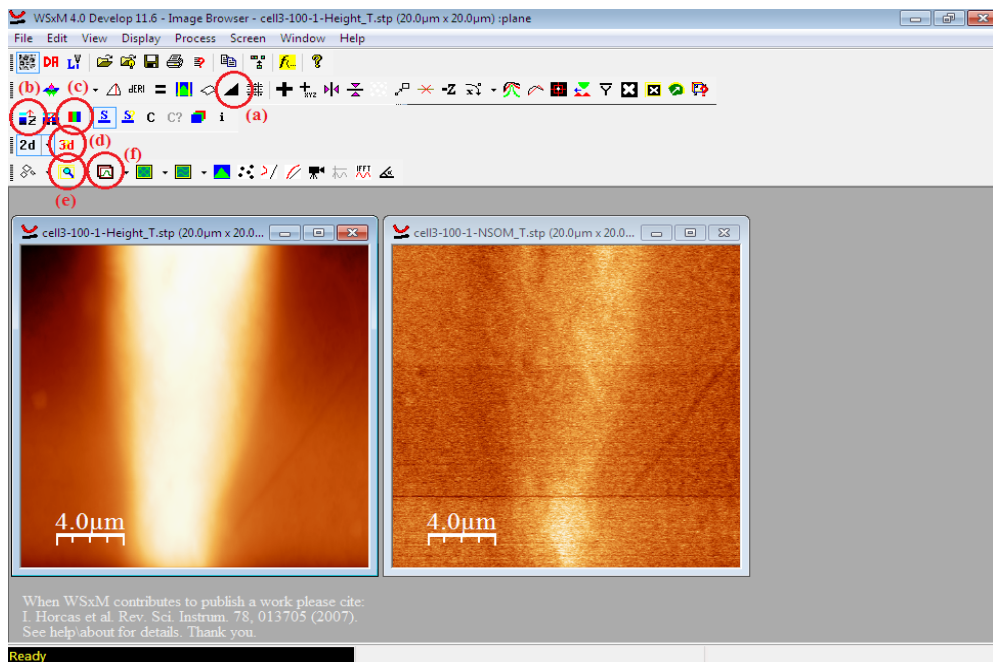 WSxM 4.0 Develop 11.6 - Image Browser - cell3-100-1-Height_T.stp (20.0µm x 20.0µm) :plane
File Edit View Display Process Screen Window Help
DA LY f( ?
(b) (c) dERI = +xyz -Z (a)
Z S S C C? i
2d 3d (d)
(f)
IFFT
(e)
cell3-100-1-Height_T.stp (20.0µm x 20.0...
cell3-100-1-NSOM_T.stp (20.0µm x 20.0...
4.0µm
4.0µm
When WSxM contributes to publish a work please cite:
I. Horcas et al. Rev. Sci. Instrum. 78, 013705 (2007).
See help\about for details. Thank you.
Ready